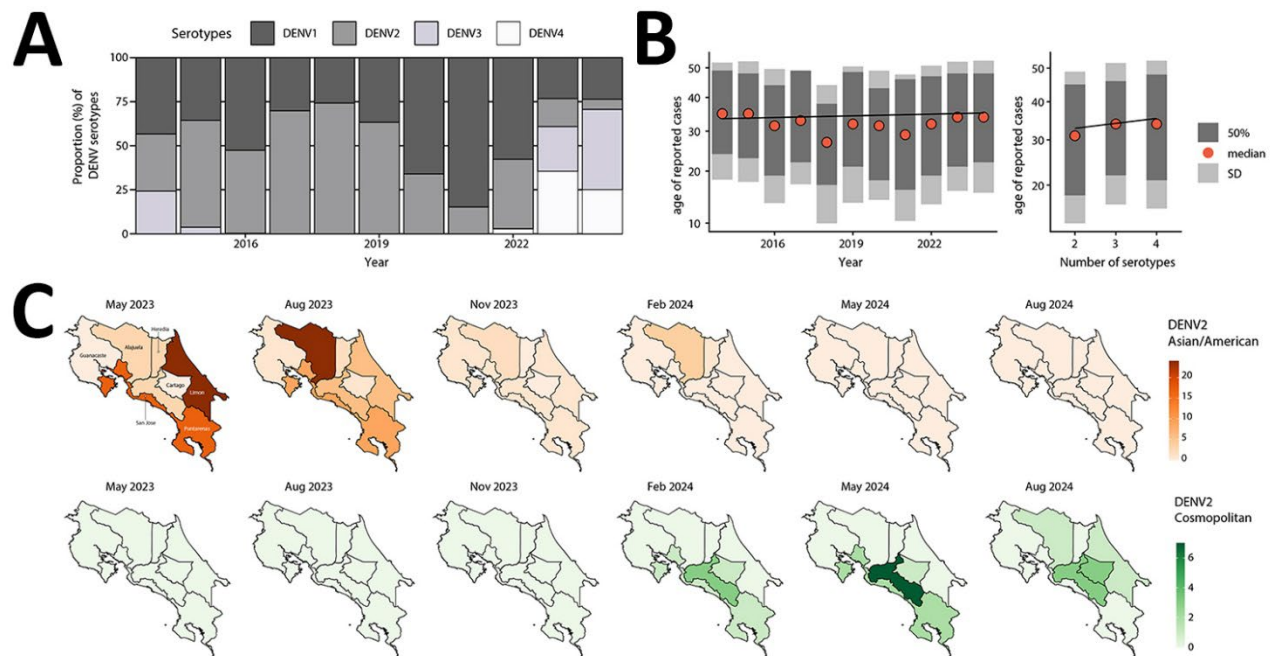 A
Serotypes DENV1 DENV2 DENV3 DENV4
Proportion (%) of
DENV serotypes
100
75
50
25
0
2016 2019 2022
Year
B
age of reported cases
50
40
30
20
10
2016 2019 2022
Year
age of reported cases
50
40
30
20
2 3 4
Number of serotypes
50%
median
SD
C
May 2023 Aug 2023 Nov 2023 Feb 2024 May 2024 Aug 2024
Heredia
Alajuela
Guanacaste
Cartago
Limon
San Jose
Puntarenas
DENV2
Asian/American
20
15
10
5
0
May 2023 Aug 2023 Nov 2023 Feb 2024 May 2024 Aug 2024
DENV2
Cosmopolitan
6
4
2
0